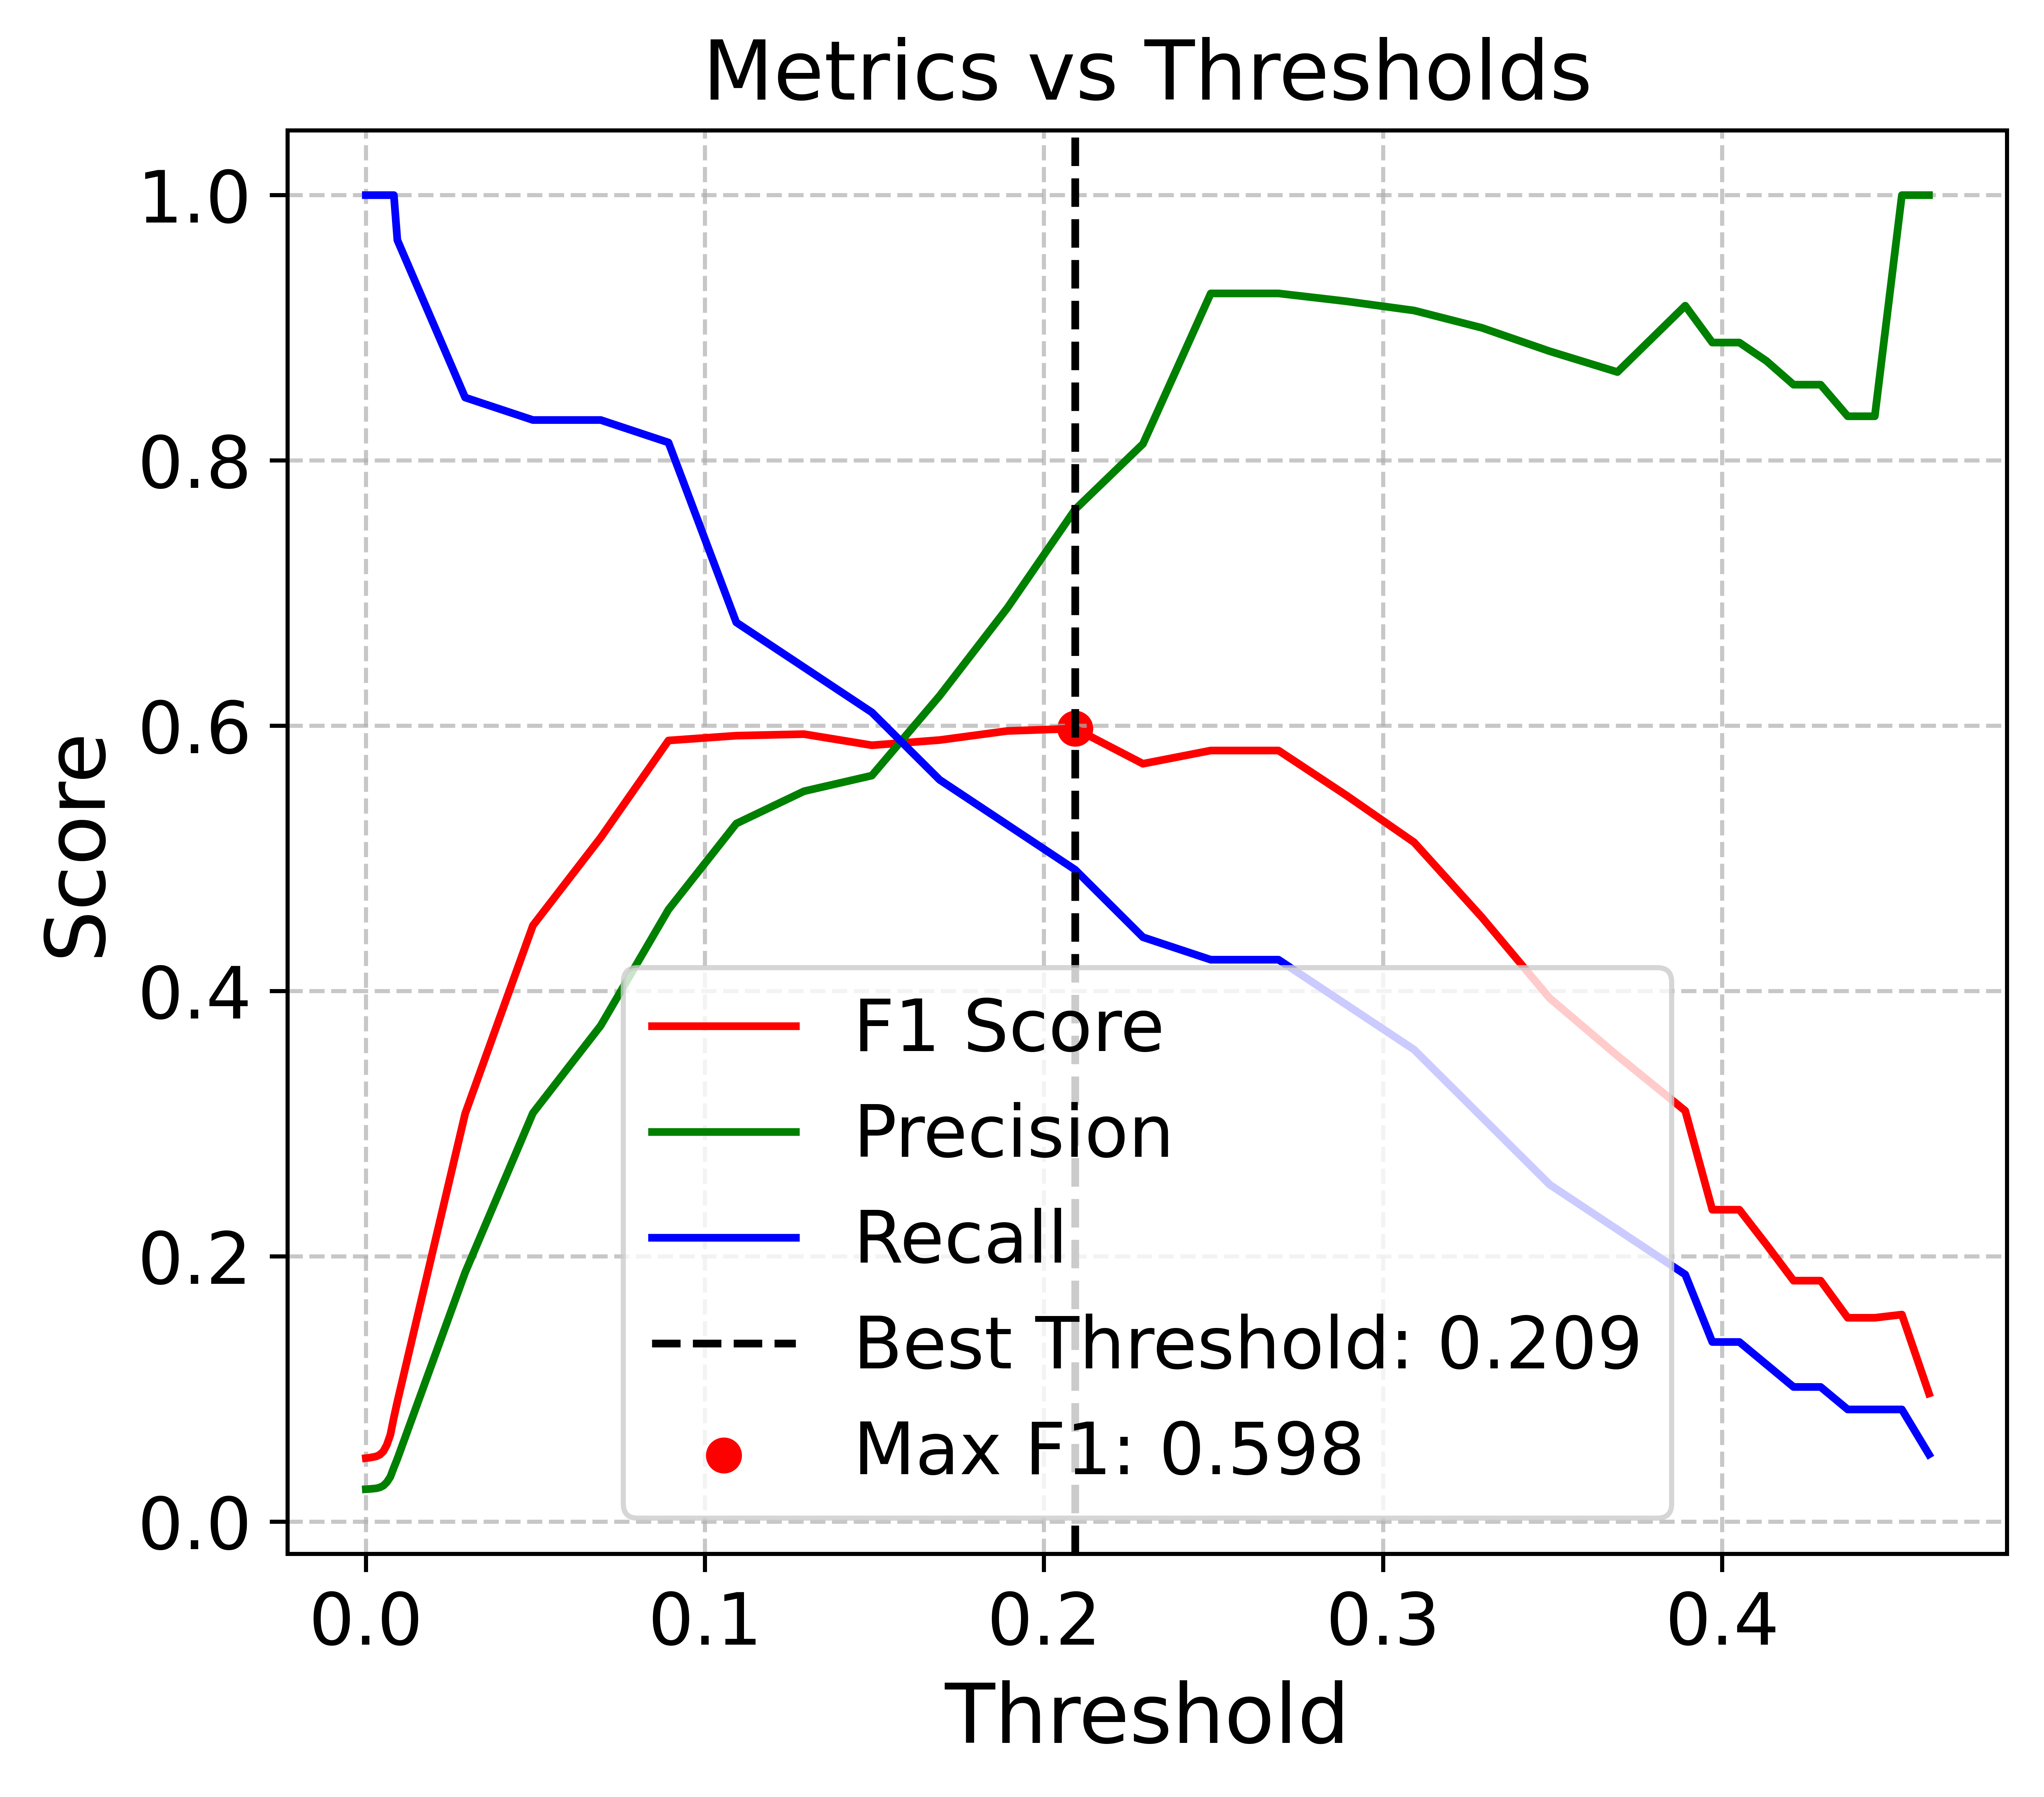 Metrics vs Thresholds
1.0
0.8
0.6
0.4
0.2
0.0
Score
F1 Score
Precision
Recall
Best Threshold: 0.209
Max F1: 0.598
0.0 0.1 0.2 0.3 0.4
Threshold